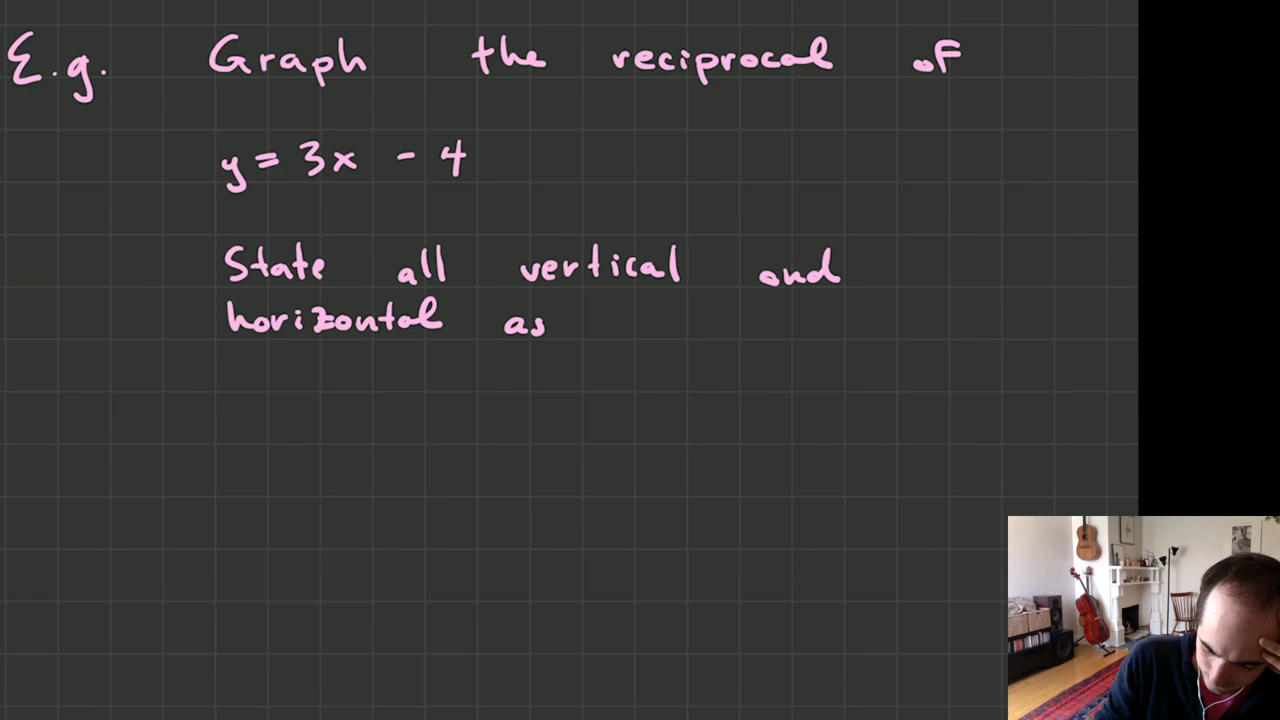 E.g. Graph the reciprocal of
y = 3x - 4
State all vertical and
horizontal as